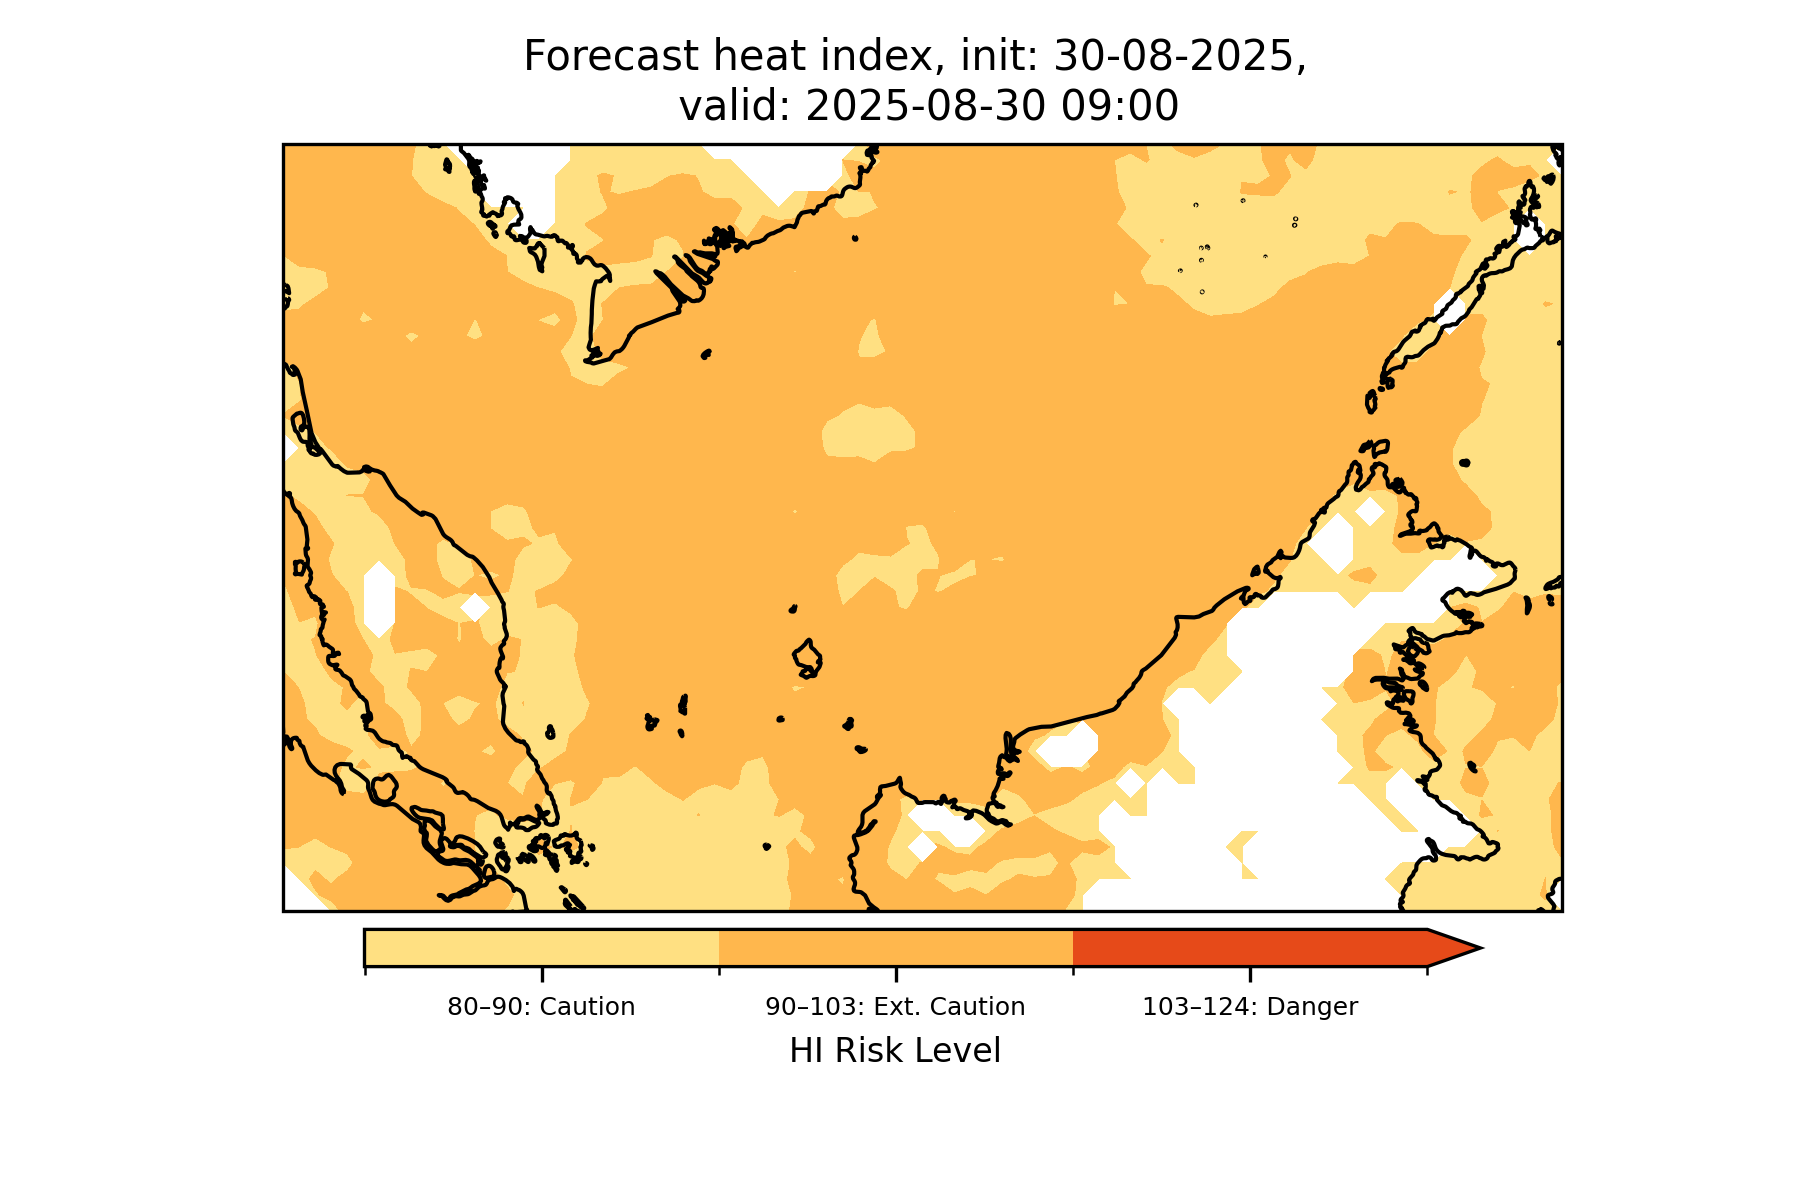 Forecast heat index, init: 30-08-2025,
valid: 2025-08-30 09:00
80–90: Caution
90–103: Ext. Caution
103–124: Danger
HI Risk Level